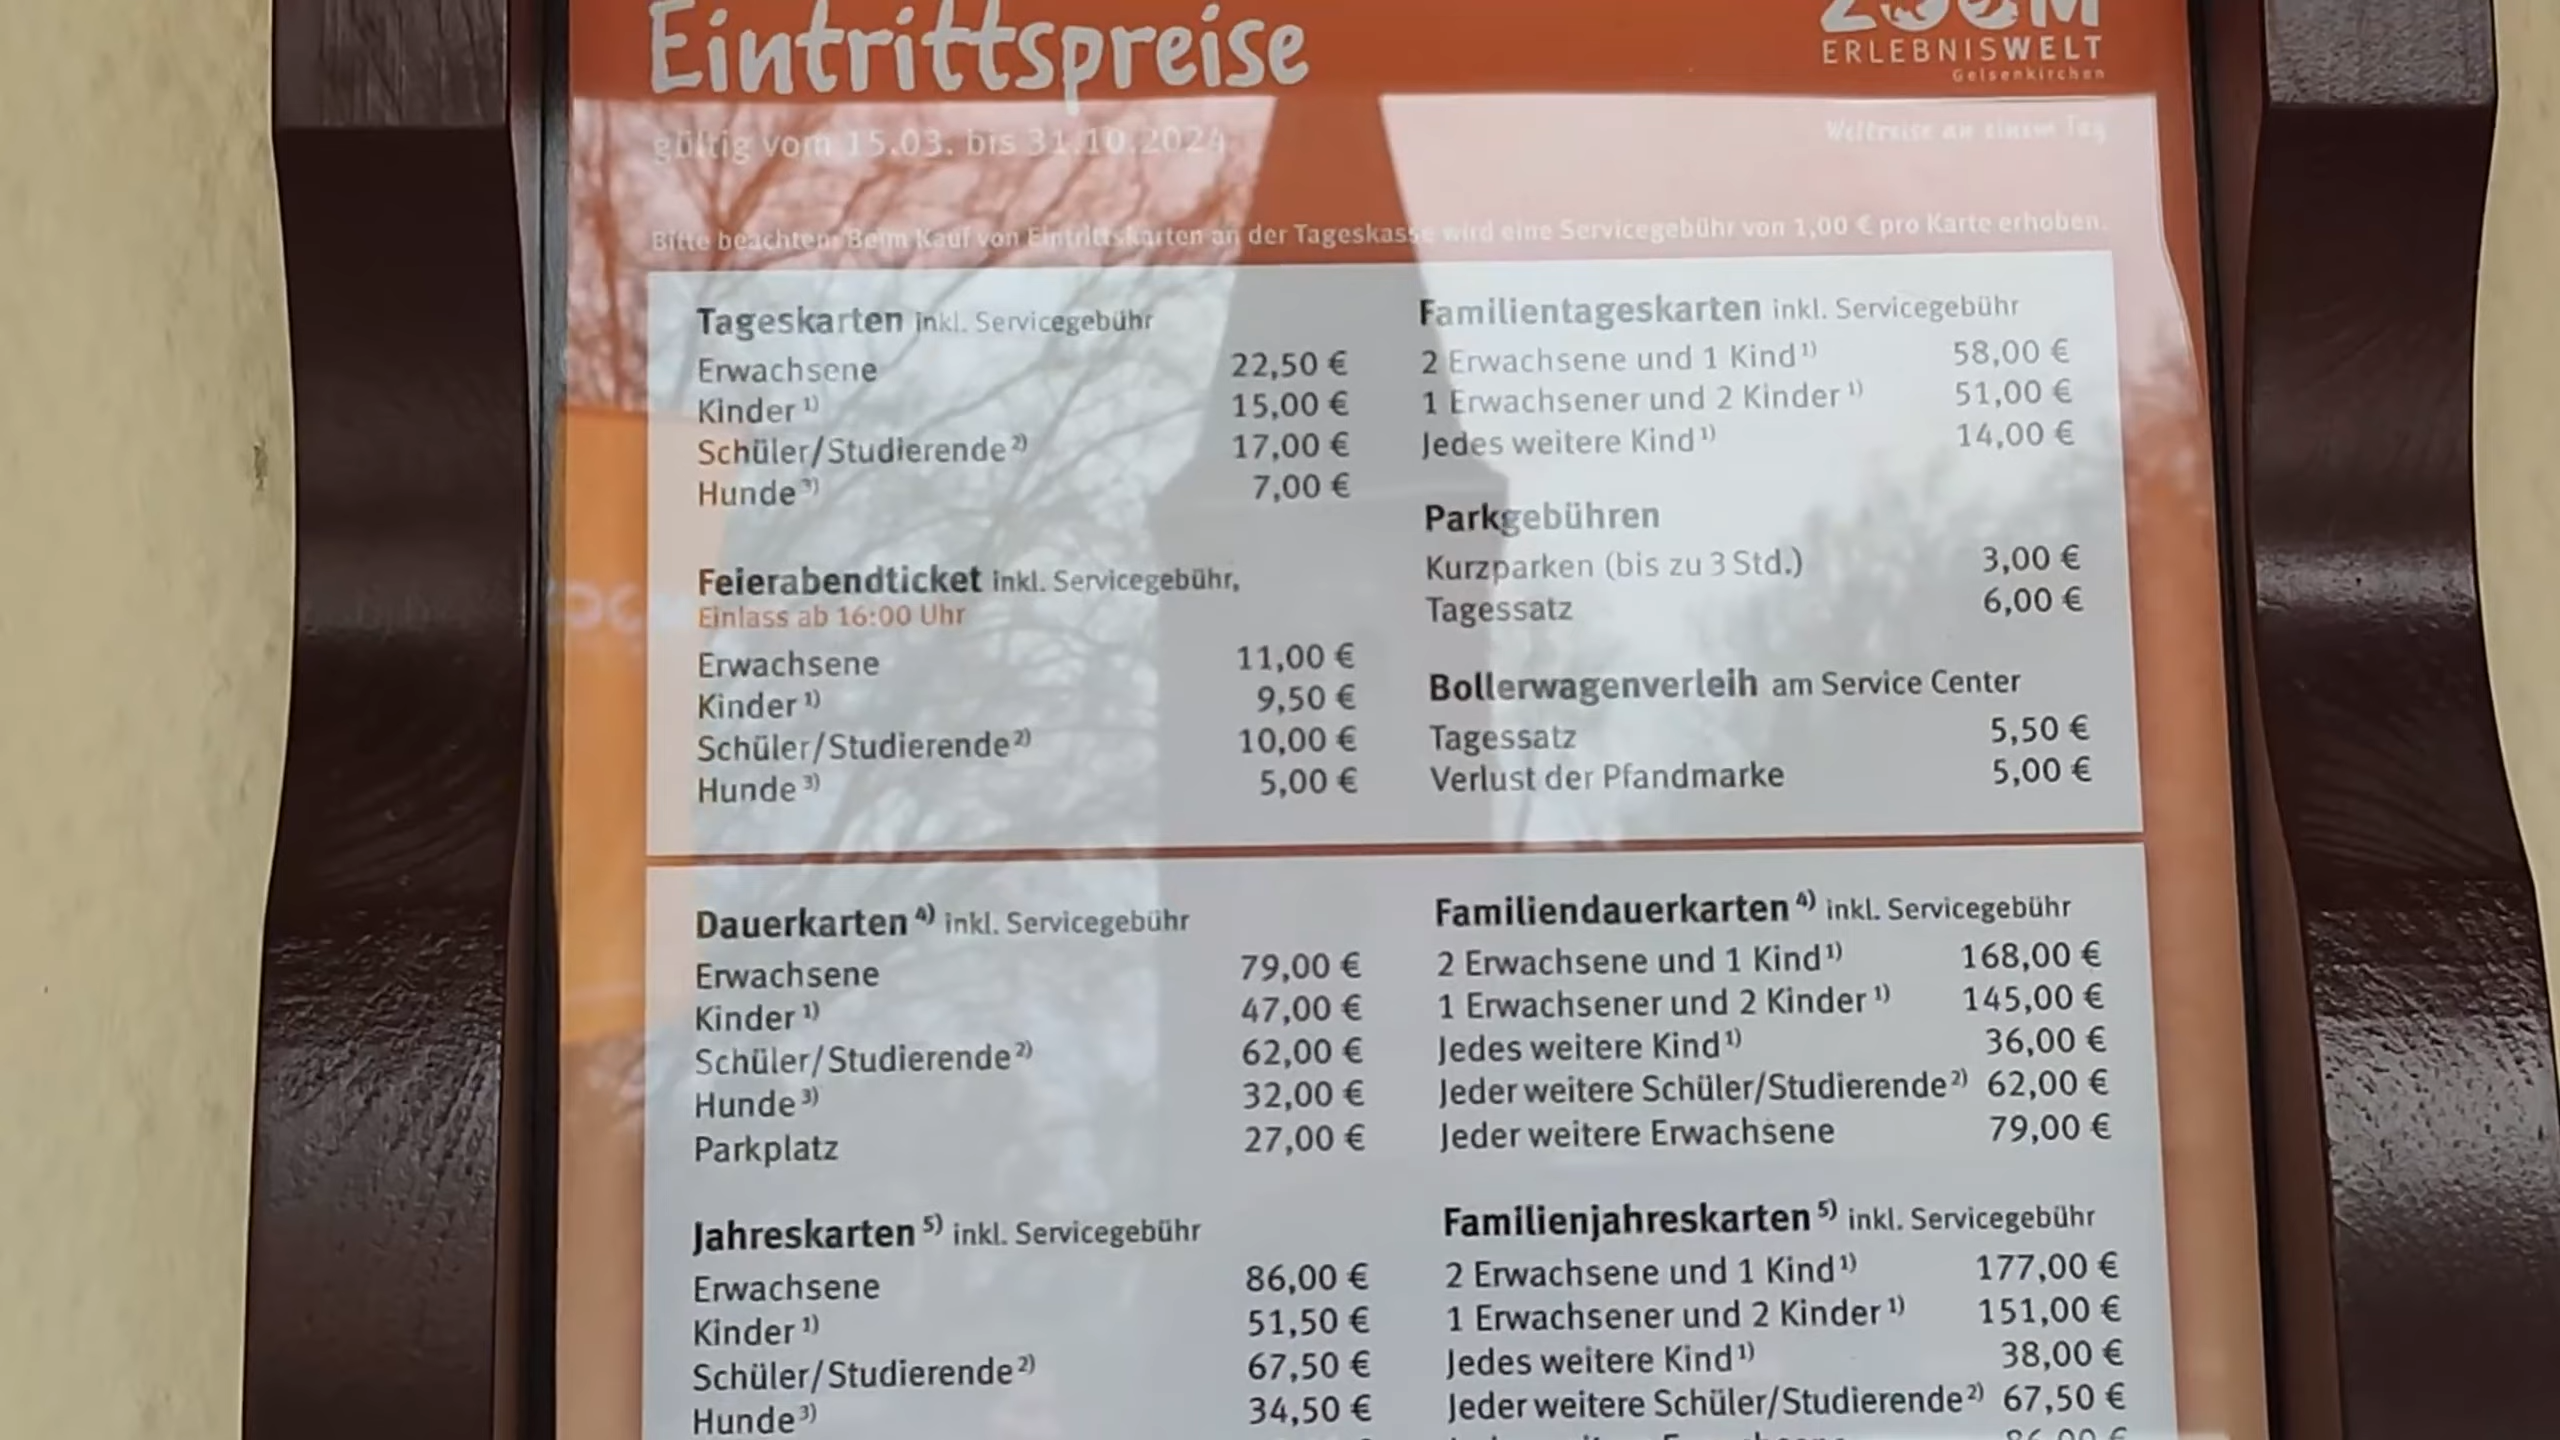 Eintrittspreise
ZOOM
ERLEBNISWELT
Gelsenkirchen
gültig vom 15.03. bis 31.10.2024
Weltreise an einem Tag
Bitte beachten: Beim Kauf von Eintrittskarten an der Tageskasse wird eine Servicegebühr von 1,00 € pro Karte erhoben.
Tageskarten inkl. Servicegebühr
Erwachsene 22,50 €
Kinder 1) 15,00 €
Schüler/Studierende 2) 17,00 €
Hunde 3) 7,00 €
Feierabendticket inkl. Servicegebühr,
Einlass ab 16:00 Uhr
Erwachsene 11,00 €
Kinder 1) 9,50 €
Schüler/Studierende 2) 10,00 €
Hunde 3) 5,00 €
Familientageskarten inkl. Servicegebühr
2 Erwachsene und 1 Kind 1) 58,00 €
1 Erwachsener und 2 Kinder 1) 51,00 €
Jedes weitere Kind 1) 14,00 €
Parkgebühren
Kurzparken (bis zu 3 Std.) 3,00 €
Tagessatz 6,00 €
Bollerwagenverleih am Service Center
Tagessatz 5,50 €
Verlust der Pfandmarke 5,00 €
Dauerkarten 4) inkl. Servicegebühr
Erwachsene 79,00 €
Kinder 1) 47,00 €
Schüler/Studierende 2) 62,00 €
Hunde 3) 32,00 €
Parkplatz 27,00 €
Jahreskarten 5) inkl. Servicegebühr
Erwachsene 86,00 €
Kinder 1) 51,50 €
Schüler/Studierende 2) 67,50 €
Hunde 3) 34,50 €
Familiendauerkarten 4) inkl. Servicegebühr
2 Erwachsene und 1 Kind 1) 168,00 €
1 Erwachsener und 2 Kinder 1) 145,00 €
Jedes weitere Kind 1) 36,00 €
Jeder weitere Schüler/Studierende 2) 62,00 €
Jeder weitere Erwachsene 79,00 €
Familienjahreskarten 5) inkl. Servicegebühr
2 Erwachsene und 1 Kind 1) 177,00 €
1 Erwachsener und 2 Kinder 1) 151,00 €
Jedes weitere Kind 1) 38,00 €
Jeder weitere Schüler/Studierende 2) 67,50 €